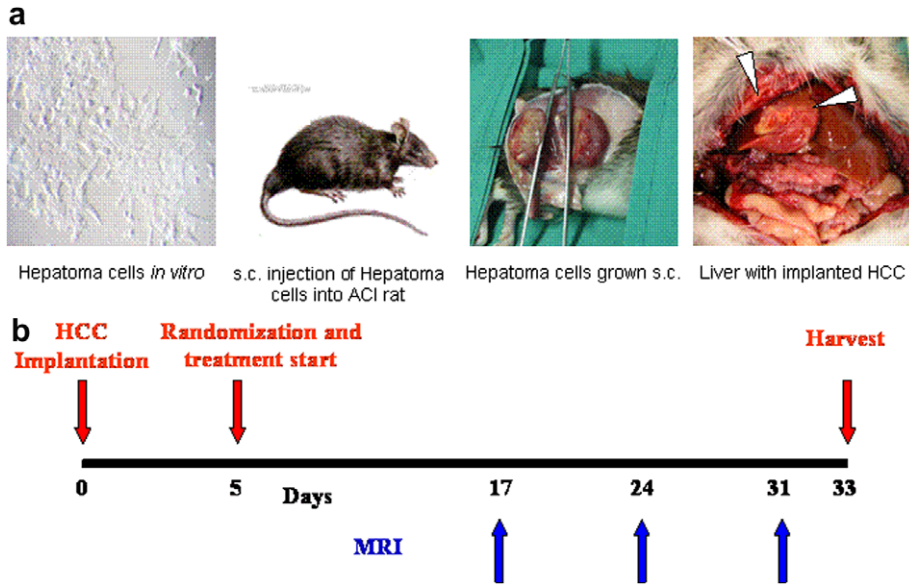 a
Hepatoma cells in vitro
s.c. injection of Hepatoma
cells into ACI rat
Hepatoma cells grown s.c.
Liver with implanted HCC
b
HCC
Implantation
Randomization and
treatment start
Harvest
0
5
Days
17
24
31
33
MRI